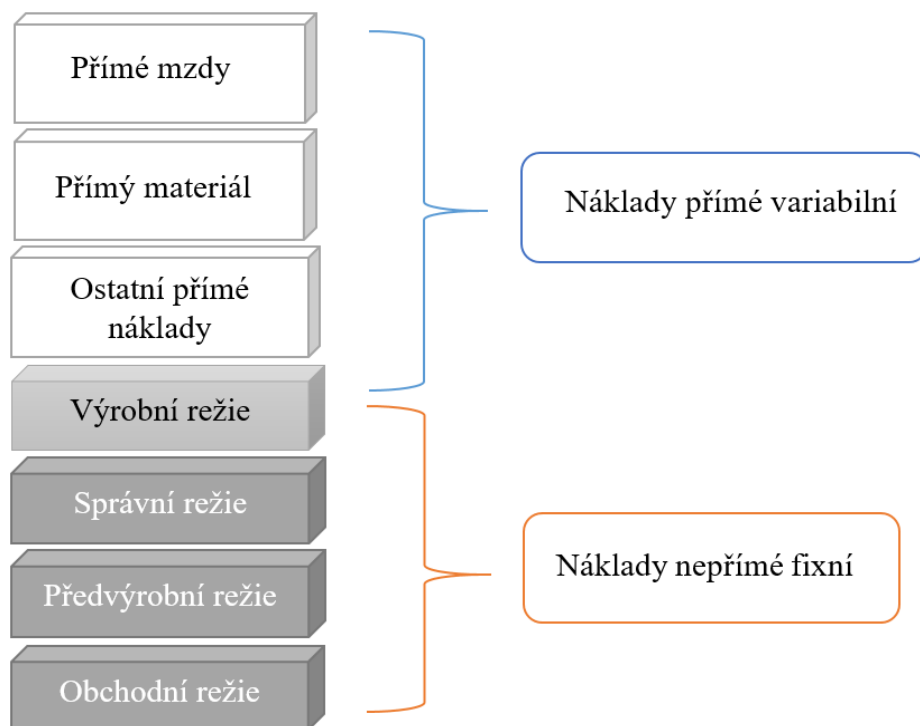 Přímé mzdy
Přímý materiál
Ostatní přímé
náklady
Výrobní režie
Správní režie
Předvýrobní režie
Obchodní režie
Náklady přímé variabilní
Náklady nepřímé fixní